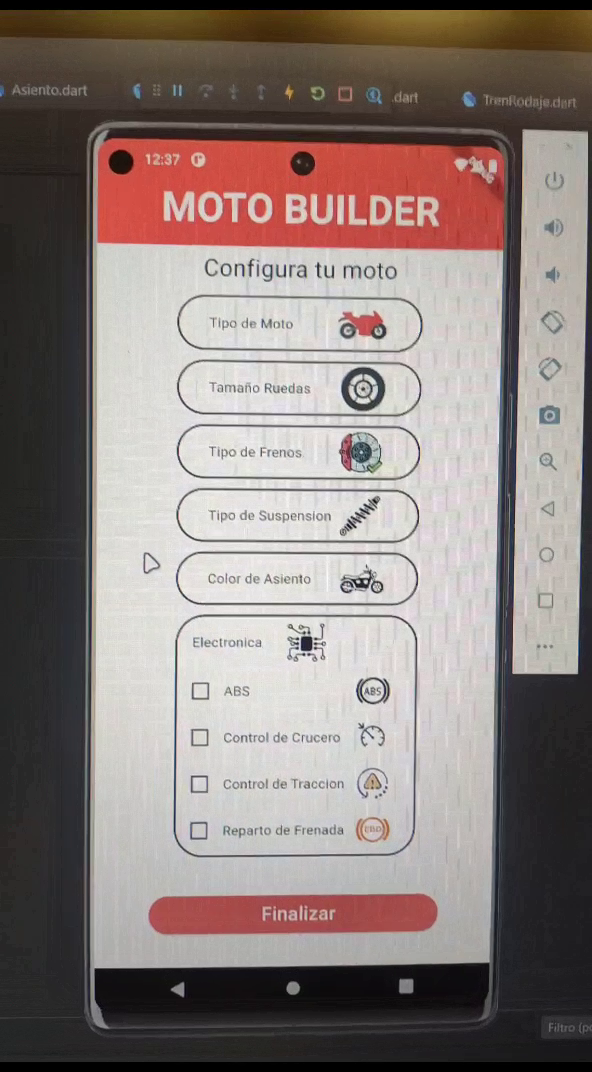 Asiento.dart
.dart
TrenRodaje.dart
12:37
MOTO BUILDER
Configura tu moto
Tipo de Moto
Tamaño Ruedas
Tipo de Frenos
Tipo de Suspension
Color de Asiento
Electronica
ABS
ABS
Control de Crucero
Control de Traccion
Reparto de Frenada
Finalizar
Filtro